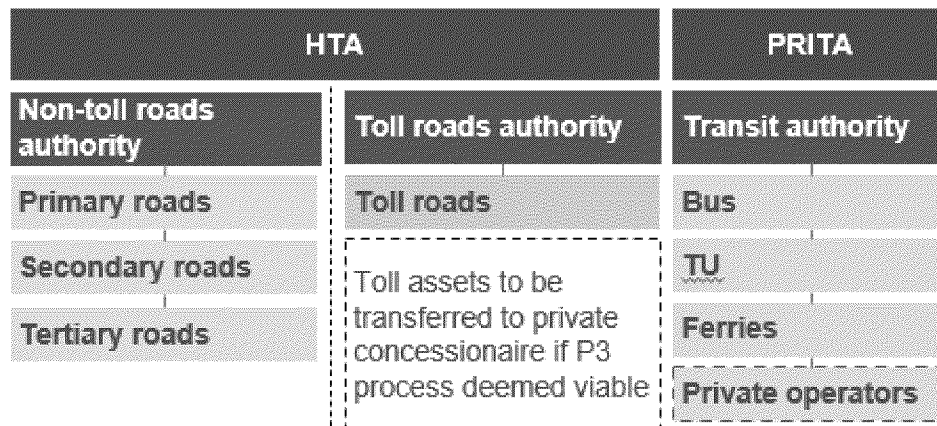 HTA
PRITA
Non-toll roads
authority
Toll roads authority
Transit authority
Primary roads
Secondary roads
Tertiary roads
Toll roads
Toll assets to be
transferred to private
concessionaire if P3
process deemed viable
Bus
TU
Ferries
Private operators